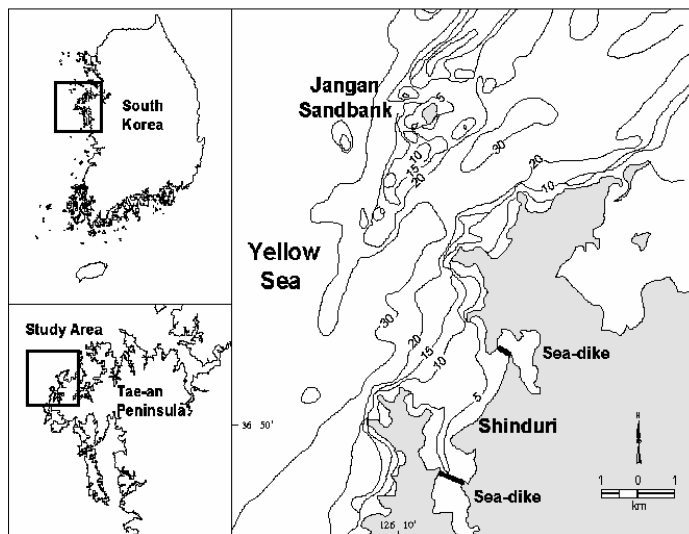 South
Korea
Study Area
Tae-an
Peninsula
Jangan
Sandbank
5
10
15
20
30
20
10
Yellow
Sea
30
20
15
10
5
Sea-dike
Shinduri
Sea-dike
36 50'
126 10'
N
1 0 1
km